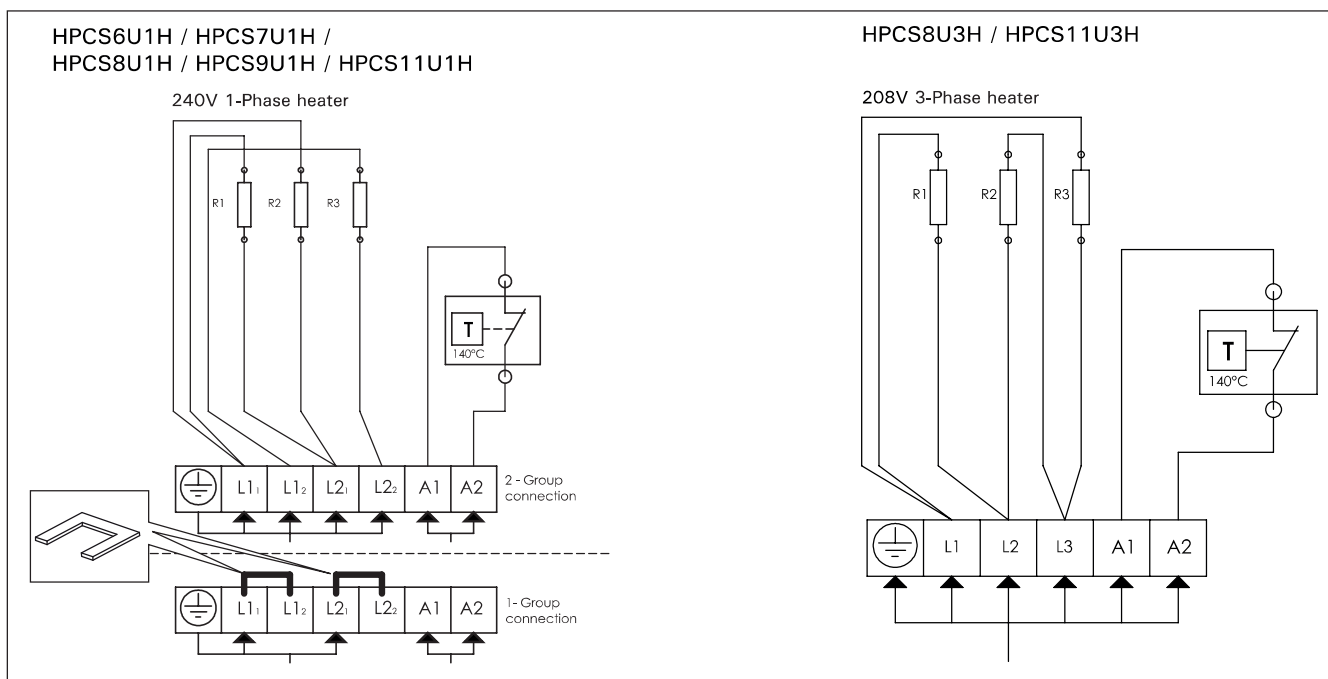 HPCS6U1H / HPCS7U1H /
HPCS8U1H / HPCS9U1H / HPCS11U1H
240V 1-Phase heater
R1 R2 R3
T
140°C
L1₁ L1₂ L2₁ L2₂ A1 A2
2 - Group
connection
L1₁ L1₂ L2₁ L2₂ A1 A2
1- Group
connection
HPCS8U3H / HPCS11U3H
208V 3-Phase heater
R1 R2 R3
T
140°C
L1 L2 L3 A1 A2